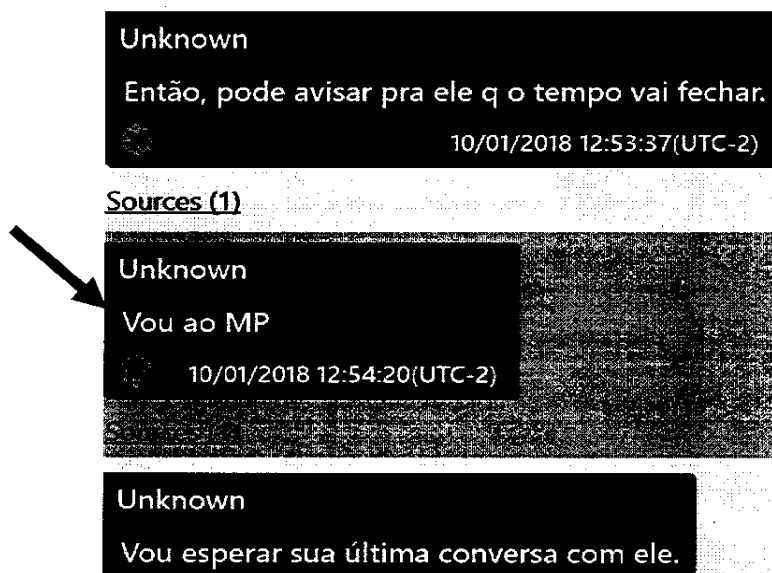 Unknown
Então, pode avisar pra ele q o tempo vai fechar.
10/01/2018 12:53:37(UTC-2)
Sources (1)
Unknown
Vou ao MP
10/01/2018 12:54:20(UTC-2)
Unknown
Vou esperar sua última conversa com ele.